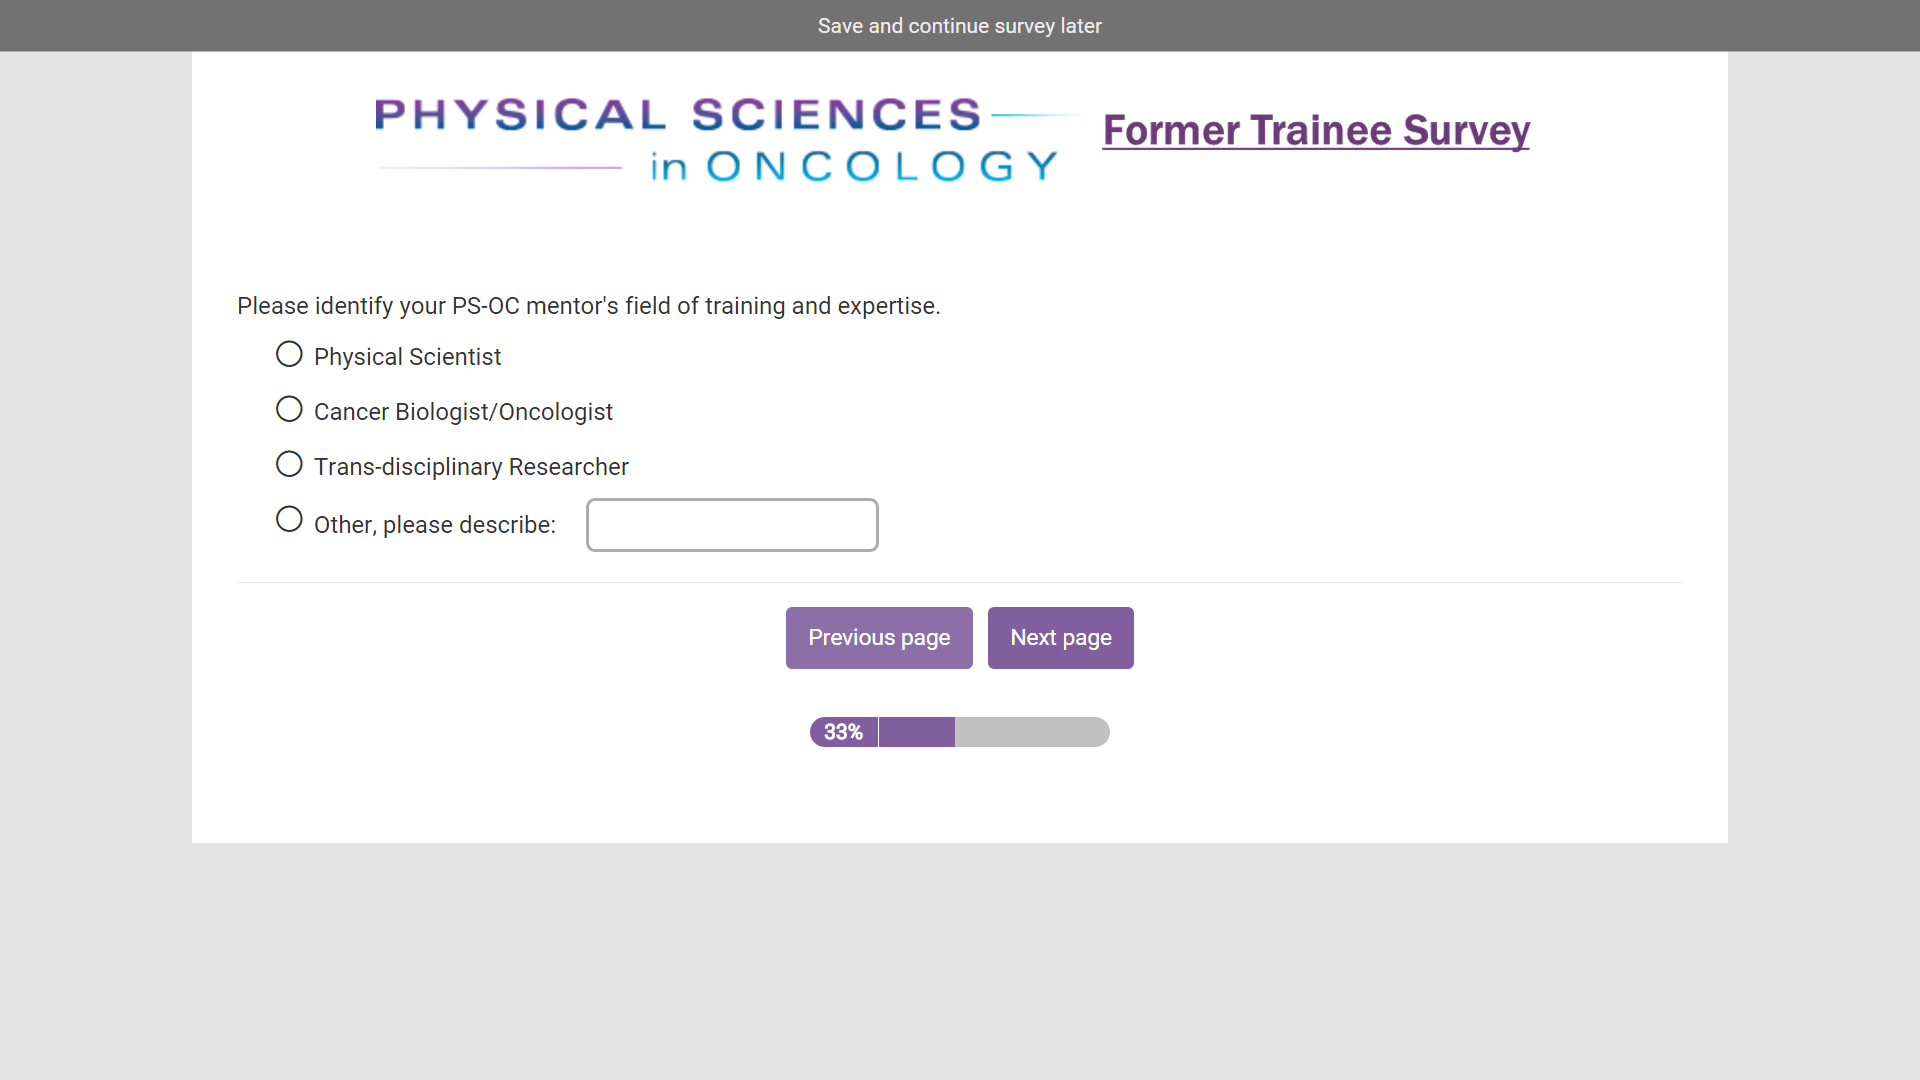 Save and continue survey later
PHYSICAL SCIENCES
in ONCOLOGY
Former Trainee Survey
Please identify your PS-OC mentor's field of training and expertise.
Physical Scientist
Cancer Biologist/Oncologist
Trans-disciplinary Researcher
Other, please describe:
Previous page
Next page
33%